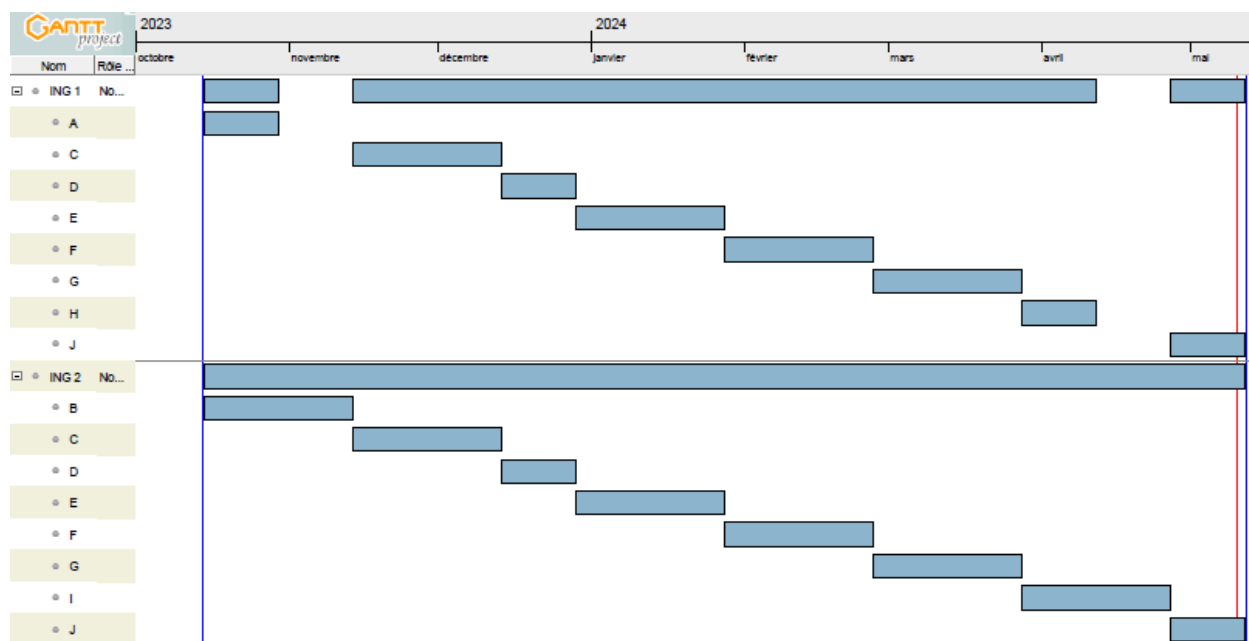 GANTT project
2023 2024
octobre novembre décembre janvier février mars avril mai
Nom Rôle ...
ING 1 No...
A
C
D
E
F
G
H
J
ING 2 No...
B
C
D
E
F
G
I
J